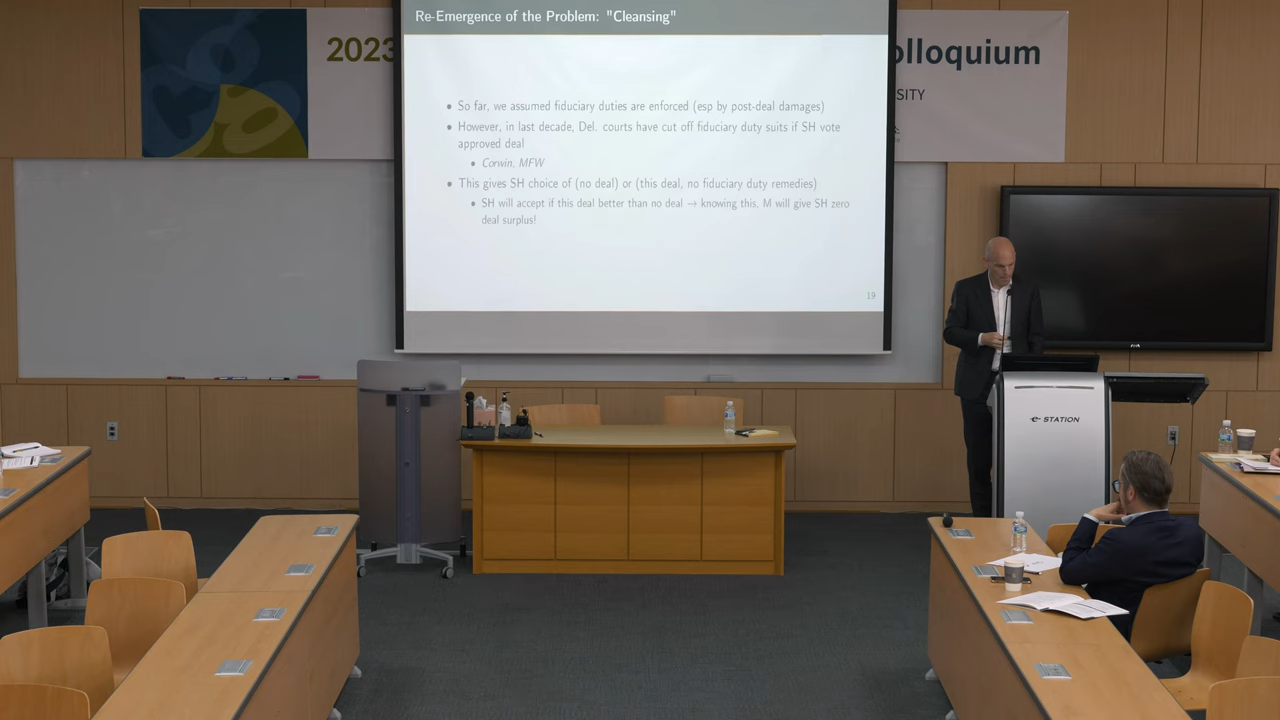 Re-Emergence of the Problem: "Cleansing"
2023
olloquium
SITY
• So far, we assumed fiduciary duties are enforced (esp by post-deal damages)
• However, in last decade, Del. courts have cut off fiduciary duty suits if SH vote
approved deal
• Corwin, MFW
• This gives SH choice of (no deal) or (this deal, no fiduciary duty remedies)
• SH will accept if this deal better than no deal → knowing this, M will give SH zero
deal surplus!
19
e-STATION